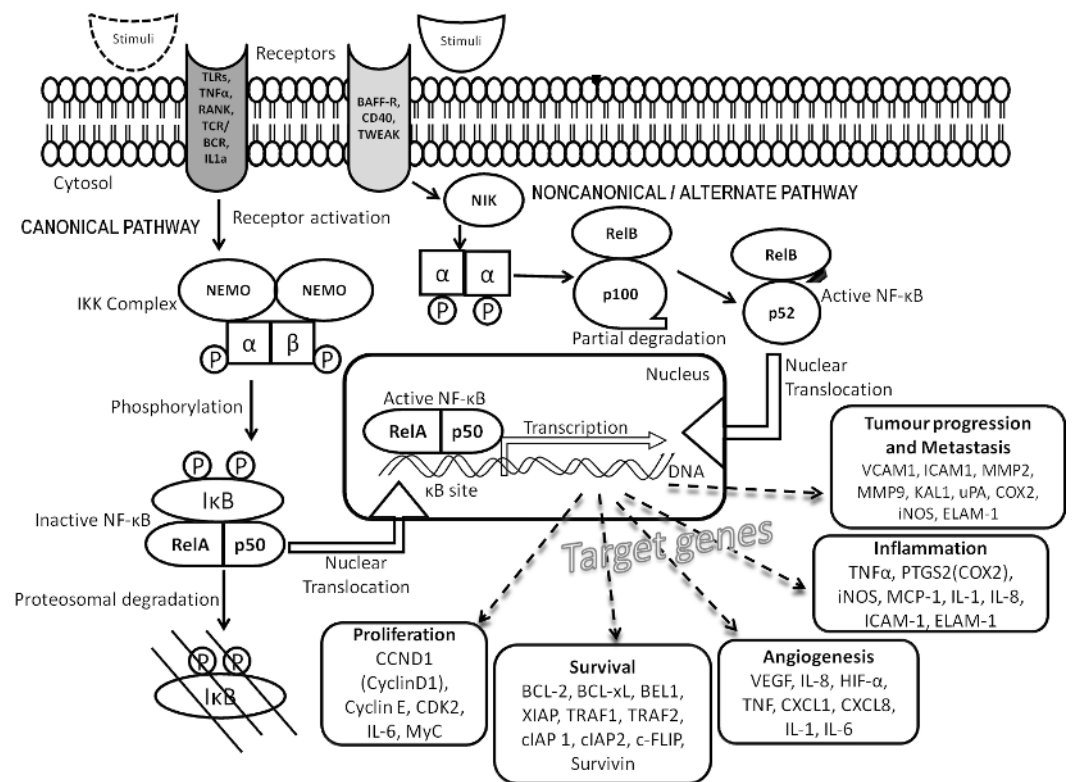 Stimuli
Receptors
Stimuli
TLRs,
TNFα,
RANK,
TCR/
BCR,
IL1a
BAFF-R,
CD40,
TWEAK
Cytosol
CANONICAL PATHWAY
Receptor activation
NIK
NONCANONICAL / ALTERNATE PATHWAY
α α
P P
RelB
p100
Partial degradation
RelB
p52
Active NF-κB
Nuclear
Translocation
NEMO NEMO
IKK Complex
α β
P P
Phosphorylation
P P
IκB
Inactive NF-κB
RelA p50
Nuclear
Translocation
Proteosomal degradation
P P
IκB
Nucleus
Active NF-κB
RelA p50
Transcription
DNA
κB site
Target genes
Tumour progression
and Metastasis
VCAM1, ICAM1, MMP2,
MMP9, KAL1, uPA, COX2,
iNOS, ELAM-1
Inflammation
TNFα, PTGS2(COX2),
iNOS, MCP-1, IL-1, IL-8,
ICAM-1, ELAM-1
Angiogenesis
VEGF, IL-8, HIF-α,
TNF, CXCL1, CXCL8,
IL-1, IL-6
Survival
BCL-2, BCL-xL, BEL1,
XIAP, TRAF1, TRAF2,
cIAP 1, cIAP2, c-FLIP,
Survivin
Proliferation
CCND1
(CyclinD1),
Cyclin E, CDK2,
IL-6, MyC